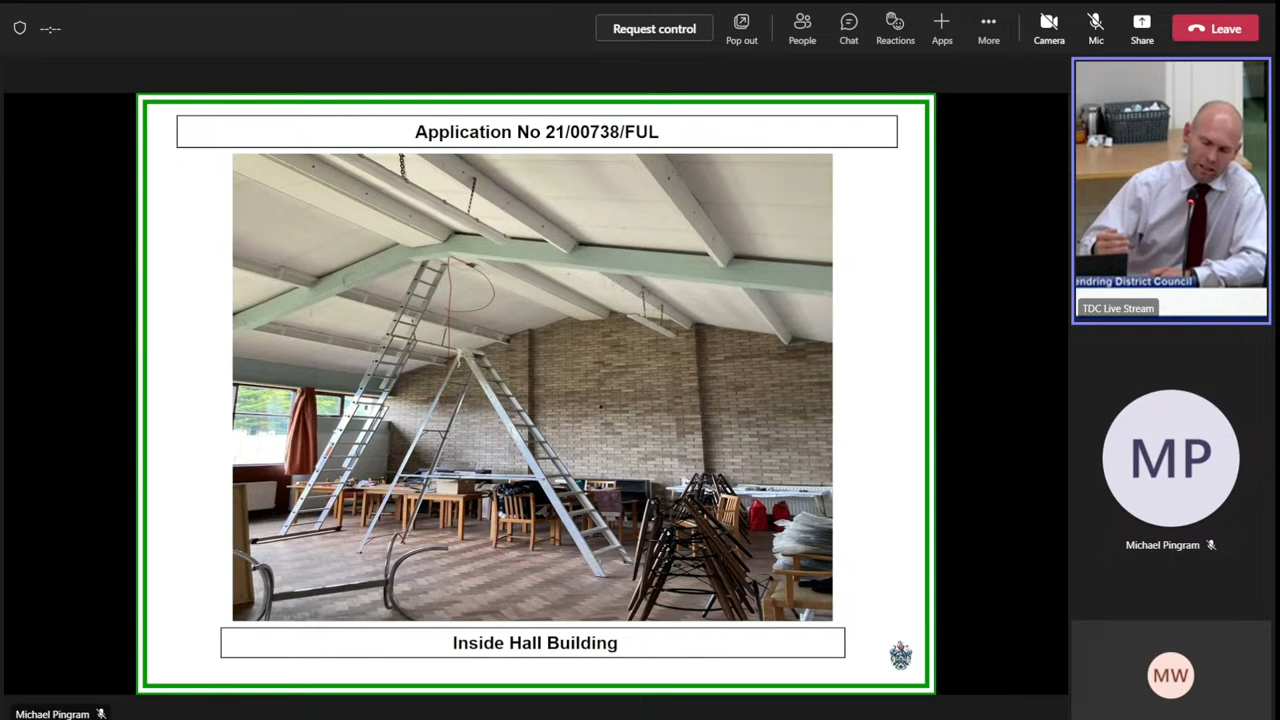 --:--
Request control
Pop out
People
Chat
Reactions
Apps
More
Camera
Mic
Share
Leave
Application No 21/00738/FUL
Inside Hall Building
endring District Council
TDC Live Stream
MP
Michael Pingram
MW
Michael Pingram